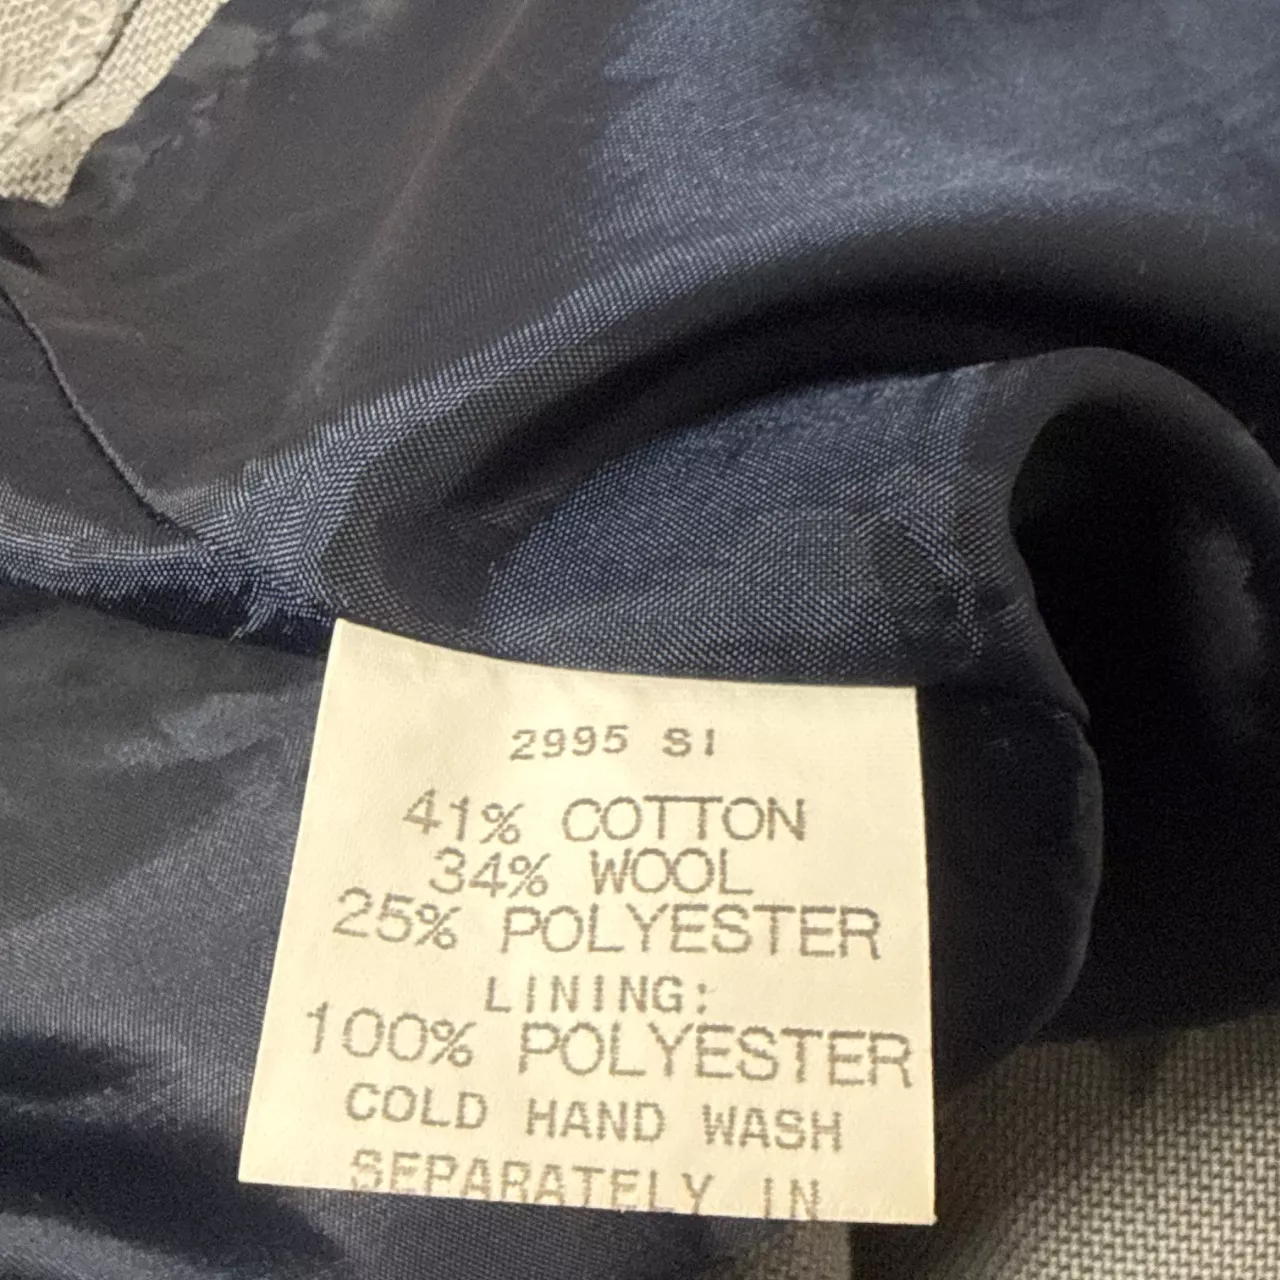 2995 SI
41% COTTON
34% WOOL
25% POLYESTER
LINING:
100% POLYESTER
COLD HAND WASH
SEPARATELY IN